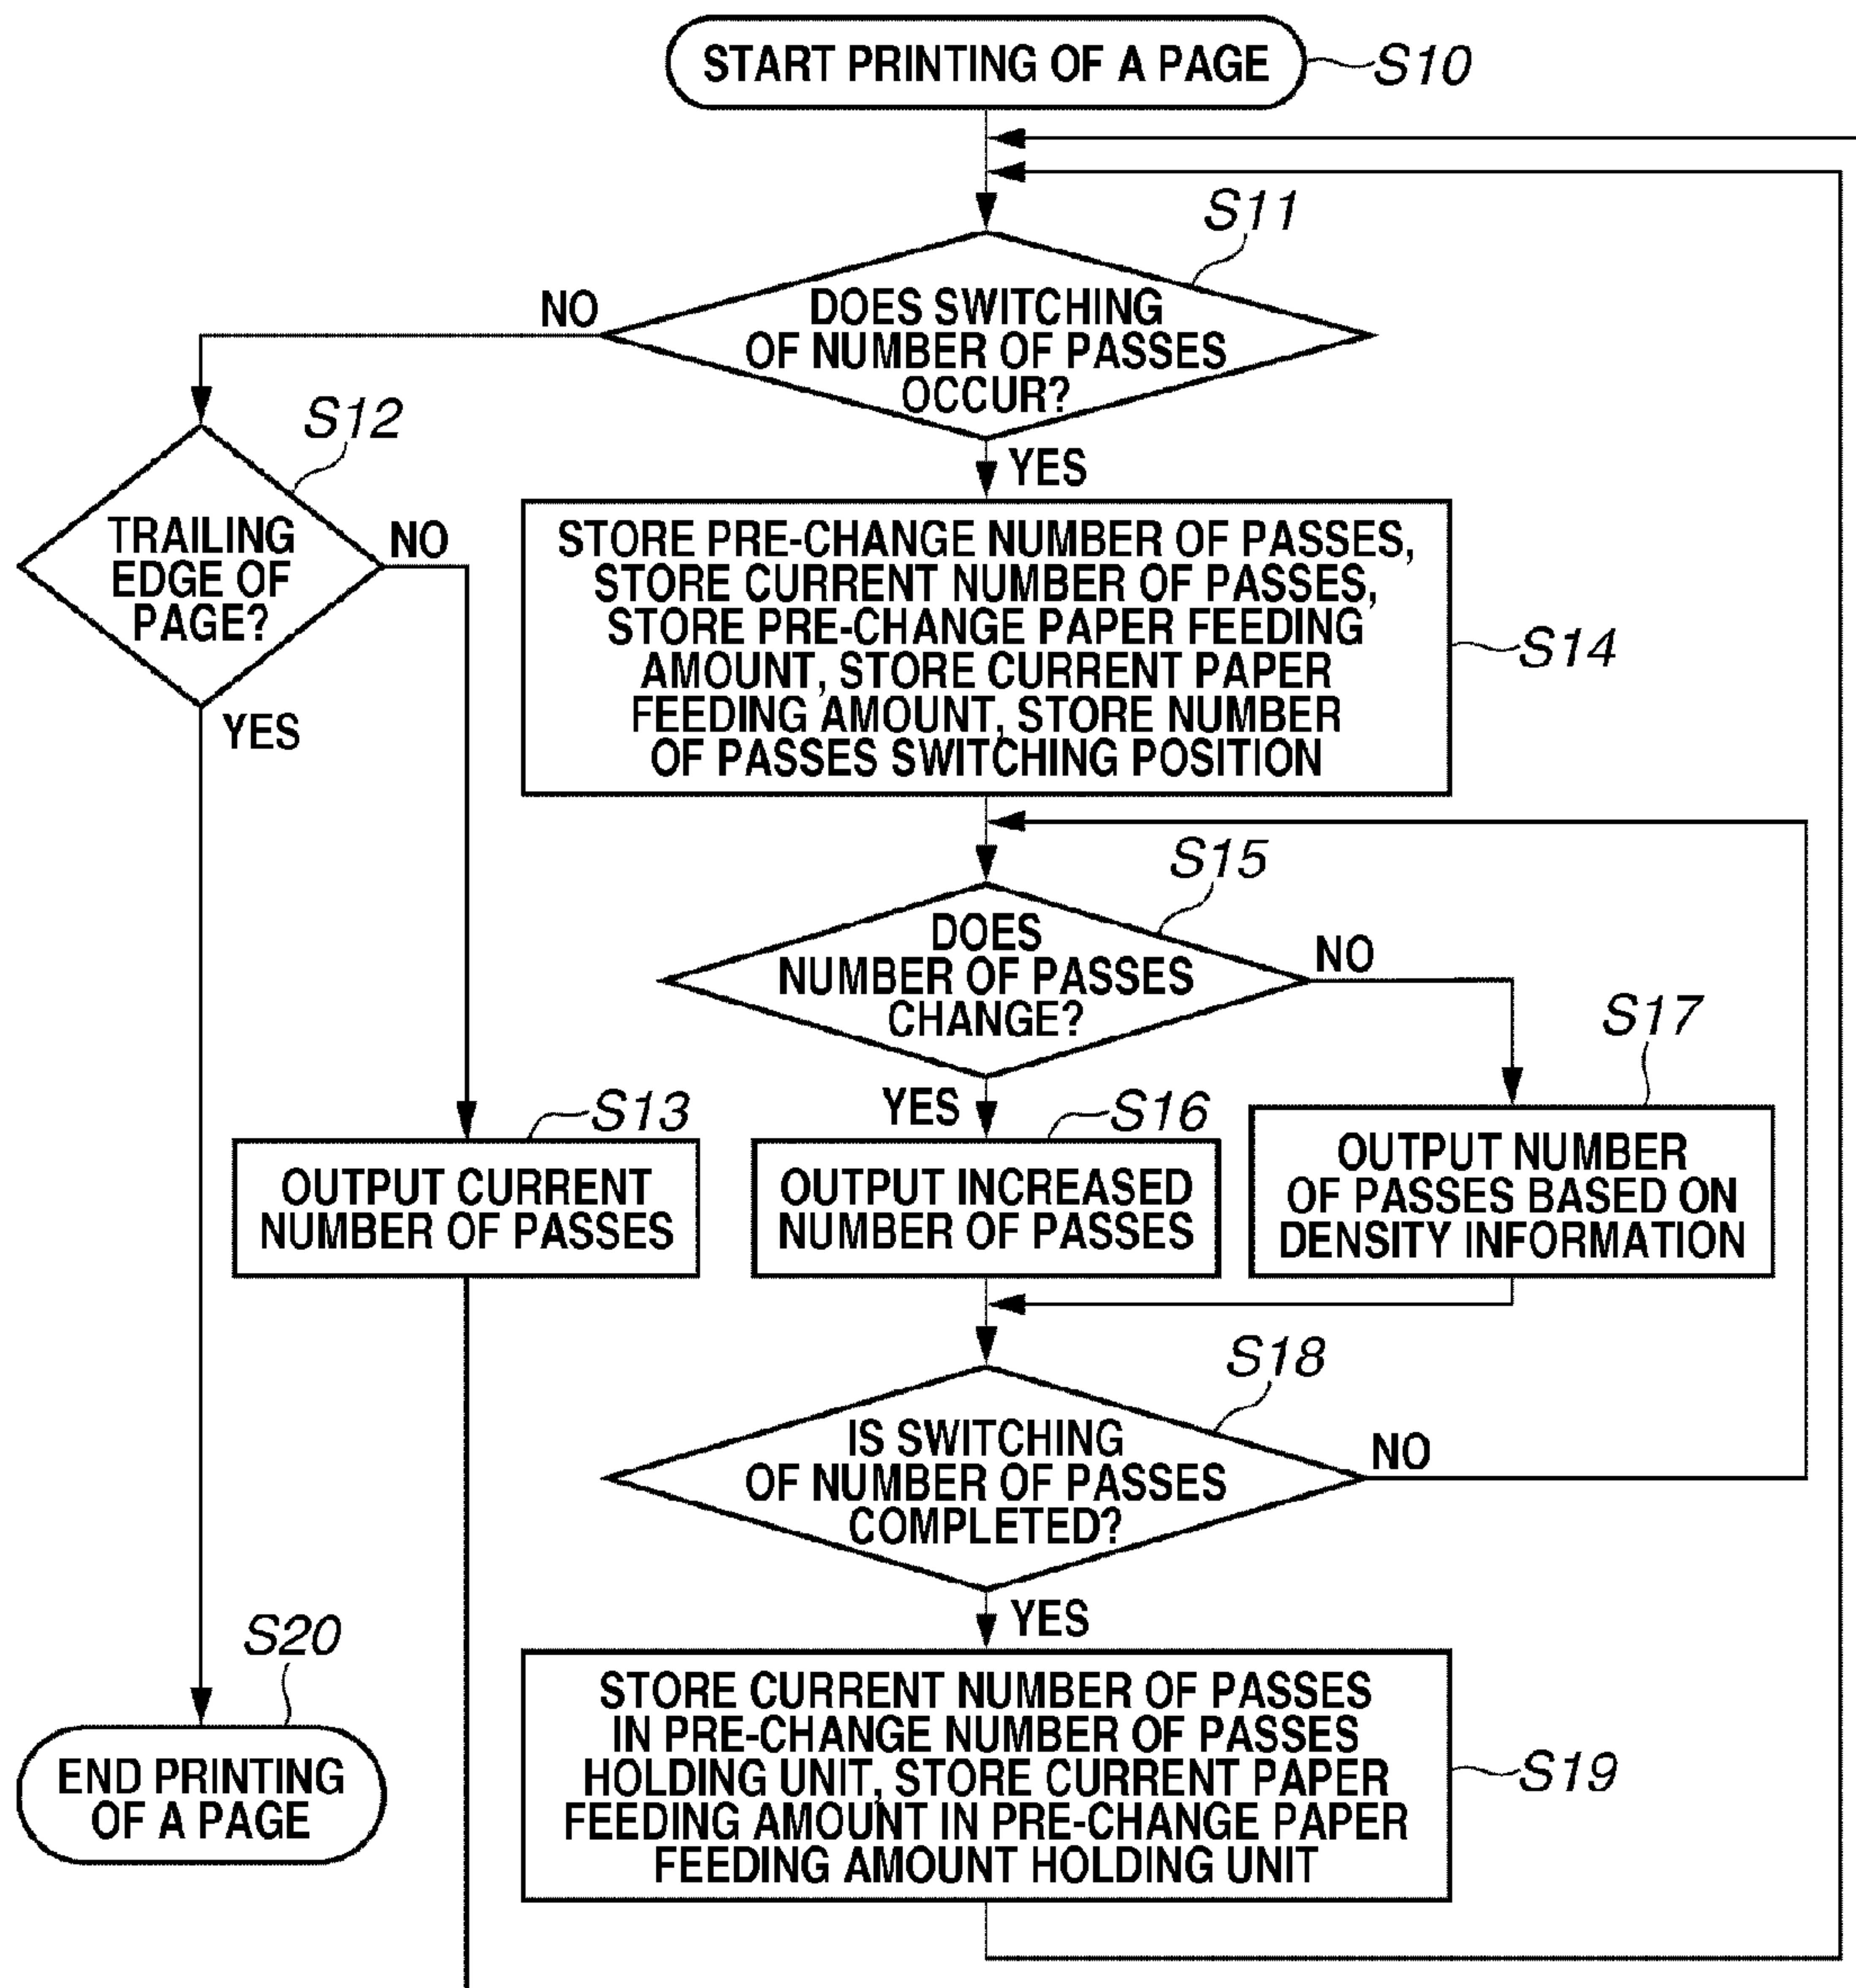 START PRINTING OF A PAGE
S10
S11
DOES SWITCHING
OF NUMBER OF PASSES
OCCUR?
NO
YES
S12
TRAILING
EDGE OF
PAGE?
NO
YES
STORE PRE-CHANGE NUMBER OF PASSES,
STORE CURRENT NUMBER OF PASSES,
STORE PRE-CHANGE PAPER FEEDING
AMOUNT, STORE CURRENT PAPER
FEEDING AMOUNT, STORE NUMBER
OF PASSES SWITCHING POSITION
S14
S15
DOES
NUMBER OF PASSES
CHANGE?
NO
YES
S13
OUTPUT CURRENT
NUMBER OF PASSES
S16
OUTPUT INCREASED
NUMBER OF PASSES
S17
OUTPUT NUMBER
OF PASSES BASED ON
DENSITY INFORMATION
S18
IS SWITCHING
OF NUMBER OF PASSES
COMPLETED?
NO
YES
S20
END PRINTING
OF A PAGE
STORE CURRENT NUMBER OF PASSES
IN PRE-CHANGE NUMBER OF PASSES
HOLDING UNIT, STORE CURRENT PAPER
FEEDING AMOUNT IN PRE-CHANGE PAPER
FEEDING AMOUNT HOLDING UNIT
S19